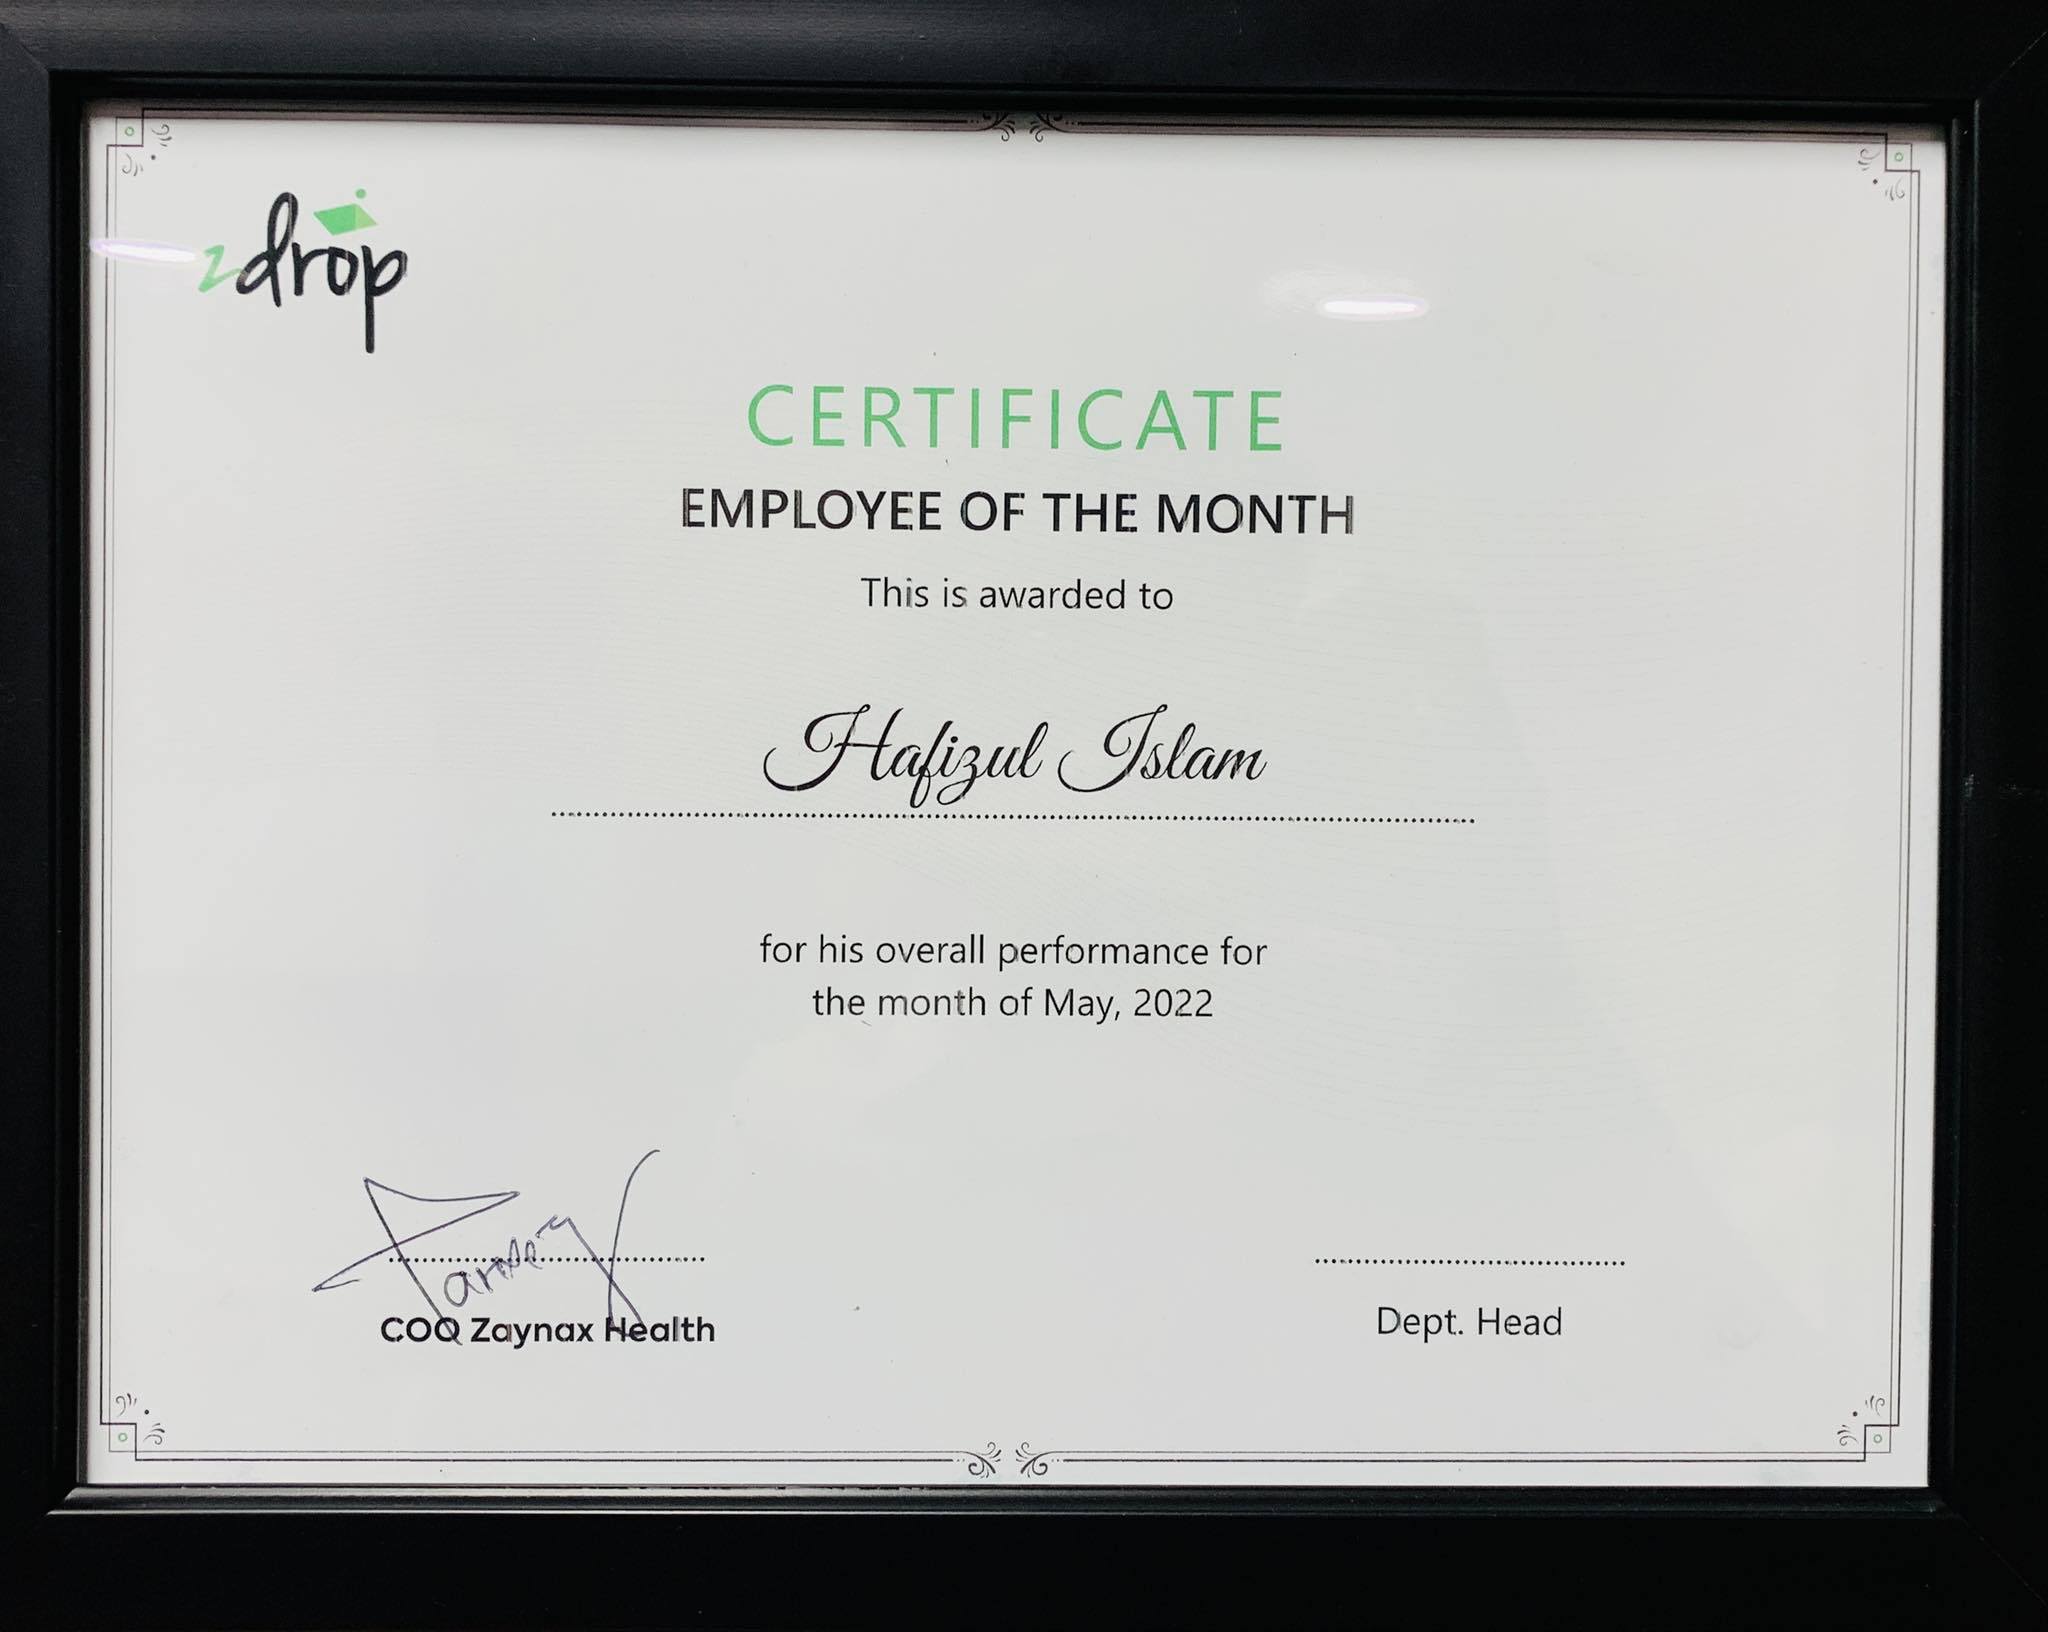 zdrop
CERTIFICATE
EMPLOYEE OF THE MONTH
This is awarded to
Hafizul Islam
for his overall performance for
the month of May, 2022
COO Zaynax Health
Dept. Head